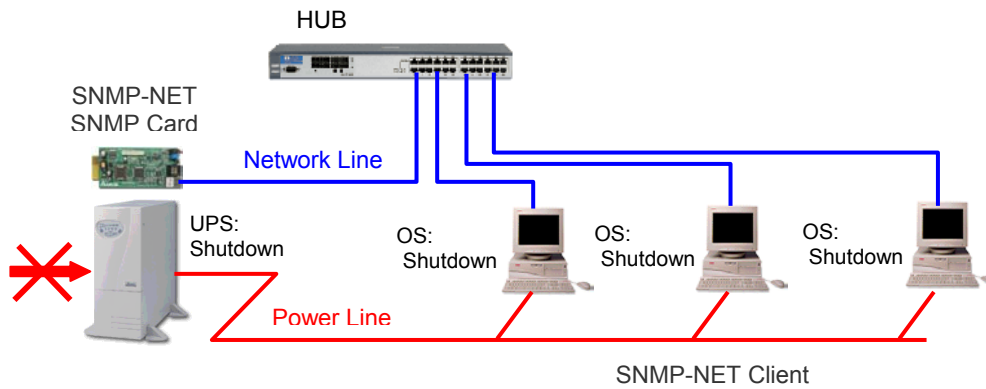 HUB
SNMP-NET
SNMP Card
Network Line
UPS:
Shutdown
OS:
Shutdown
OS:
Shutdown
OS:
Shutdown
Power Line
SNMP-NET Client